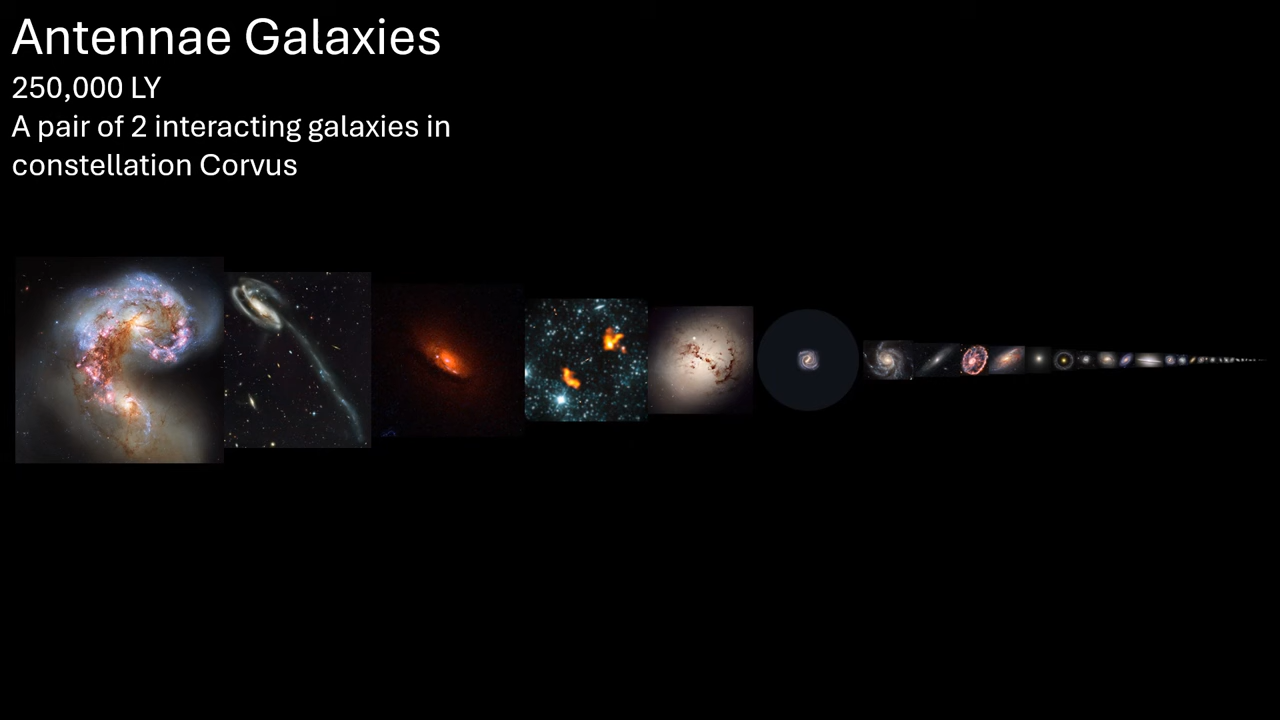 Antennae Galaxies
250,000 LY
A pair of 2 interacting galaxies in
constellation Corvus